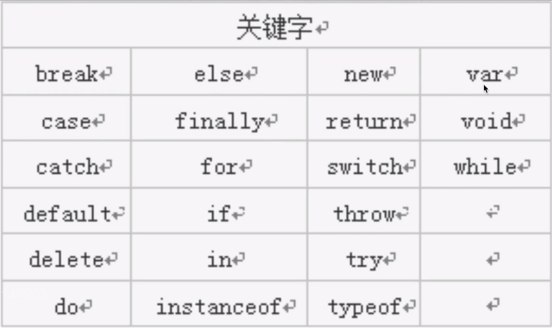 关键字
break else new var
case finally return void
catch for switch while
default if throw
delete in try
do instanceof typeof